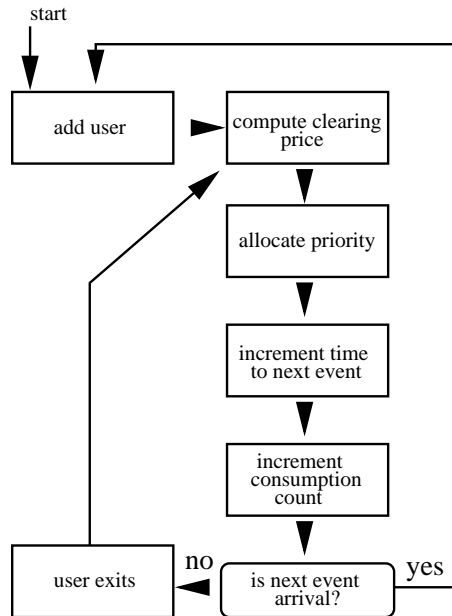 start
add user
compute clearing
price
allocate priority
increment time
to next event
increment
consumption
count
is next event
arrival?
yes
no
user exits